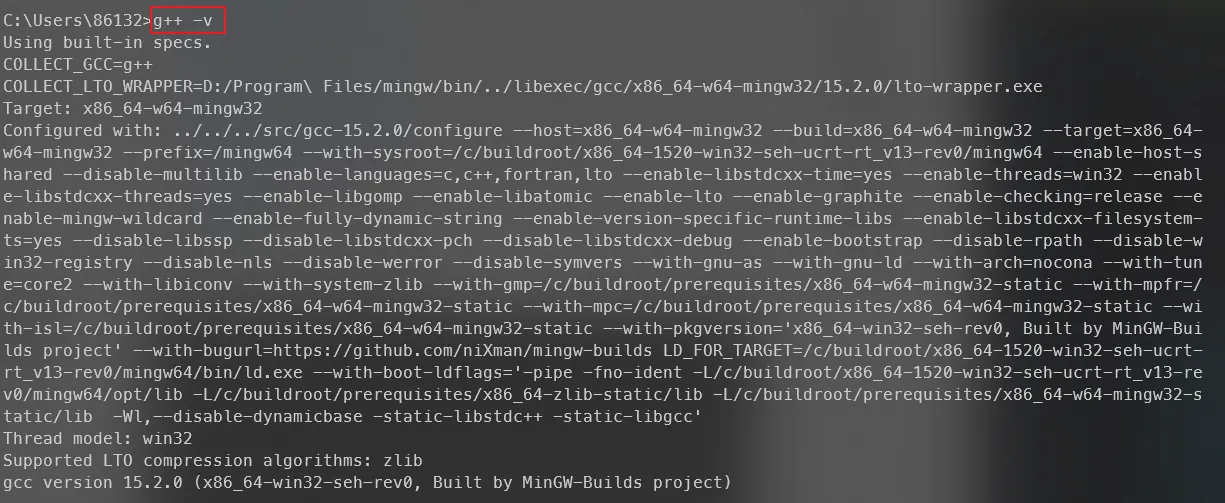 C:\Users\86132>g++ -v
Using built-in specs.
COLLECT_GCC=g++
COLLECT_LTO_WRAPPER=D:/Program\ Files/mingw/bin/../libexec/gcc/x86_64-w64-mingw32/15.2.0/lto-wrapper.exe
Target: x86_64-w64-mingw32
Configured with: ../../../src/gcc-15.2.0/configure --host=x86_64-w64-mingw32 --build=x86_64-w64-mingw32 --target=x86_64-
w64-mingw32 --prefix=/mingw64 --with-sysroot=/c/buildroot/x86_64-1520-win32-seh-ucrt-rt_v13-rev0/mingw64 --enable-host-s
hared --disable-multilib --enable-languages=c,c++,fortran,lto --enable-libstdcxx-time=yes --enable-threads=win32 --enabl
e-libstdcxx-threads=yes --enable-libgomp --enable-libatomic --enable-lto --enable-graphite --enable-checking=release --e
nable-mingw-wildcard --enable-fully-dynamic-string --enable-version-specific-runtime-libs --enable-libstdcxx-filesystem-
ts=yes --disable-libssp --disable-libstdcxx-pch --disable-libstdcxx-debug --enable-bootstrap --disable-rpath --disable-w
in32-registry --disable-nls --disable-werror --disable-symvers --with-gnu-as --with-gnu-ld --with-arch=nocona --with-tun
e=core2 --with-libiconv --with-system-zlib --with-gmp=/c/buildroot/prerequisites/x86_64-w64-mingw32-static --with-mpfr=/
c/buildroot/prerequisites/x86_64-w64-mingw32-static --with-mpc=/c/buildroot/prerequisites/x86_64-w64-mingw32-static --wi
th-isl=/c/buildroot/prerequisites/x86_64-w64-mingw32-static --with-pkgversion='x86_64-win32-seh-rev0, Built by MinGW-Bui
lds project' --with-bugurl=https://github.com/niXman/mingw-builds LD_FOR_TARGET=/c/buildroot/x86_64-1520-win32-seh-ucrt-
rt_v13-rev0/mingw64/bin/ld.exe --with-boot-ldflags='-pipe -fno-ident -L/c/buildroot/x86_64-1520-win32-seh-ucrt-rt_v13-re
v0/mingw64/opt/lib -L/c/buildroot/prerequisites/x86_64-zlib-static/lib -L/c/buildroot/prerequisites/x86_64-w64-mingw32-s
tatic/lib  -Wl,--disable-dynamicbase -static-libstdc++ -static-libgcc'
Thread model: win32
Supported LTO compression algorithms: zlib
gcc version 15.2.0 (x86_64-win32-seh-rev0, Built by MinGW-Builds project)